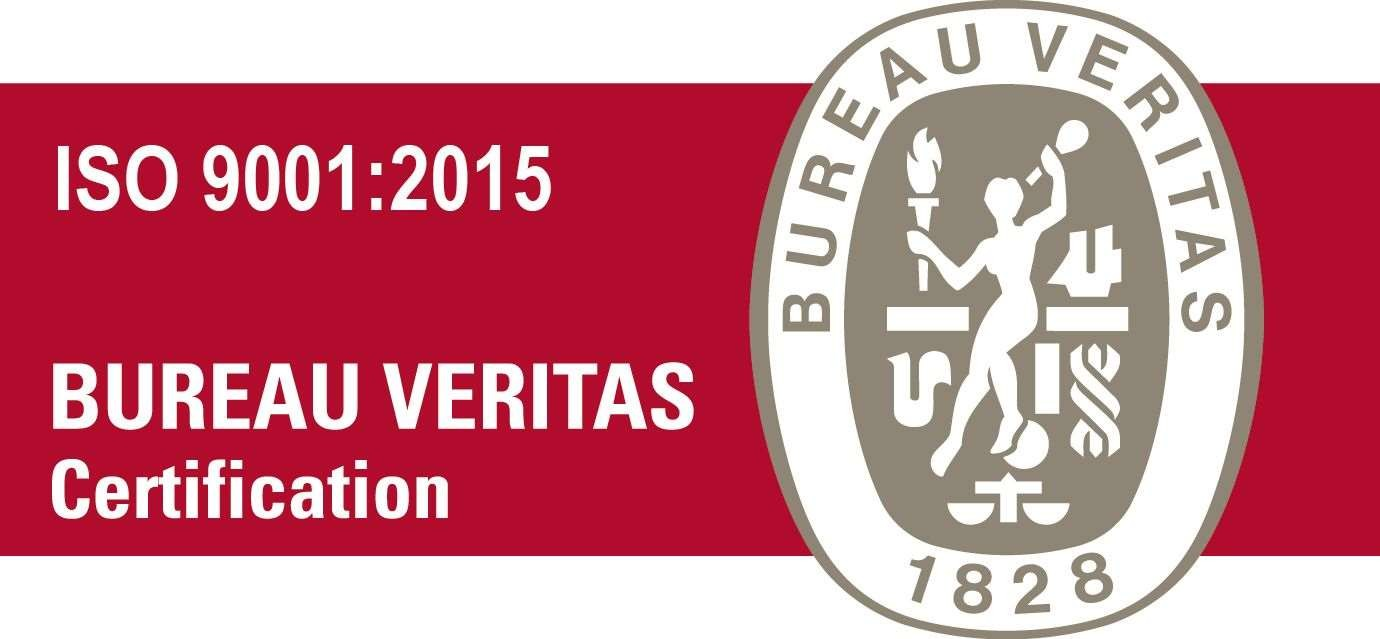 ISO 9001:2015
BUREAU VERITAS
Certification
BUREAU VERITAS
1828